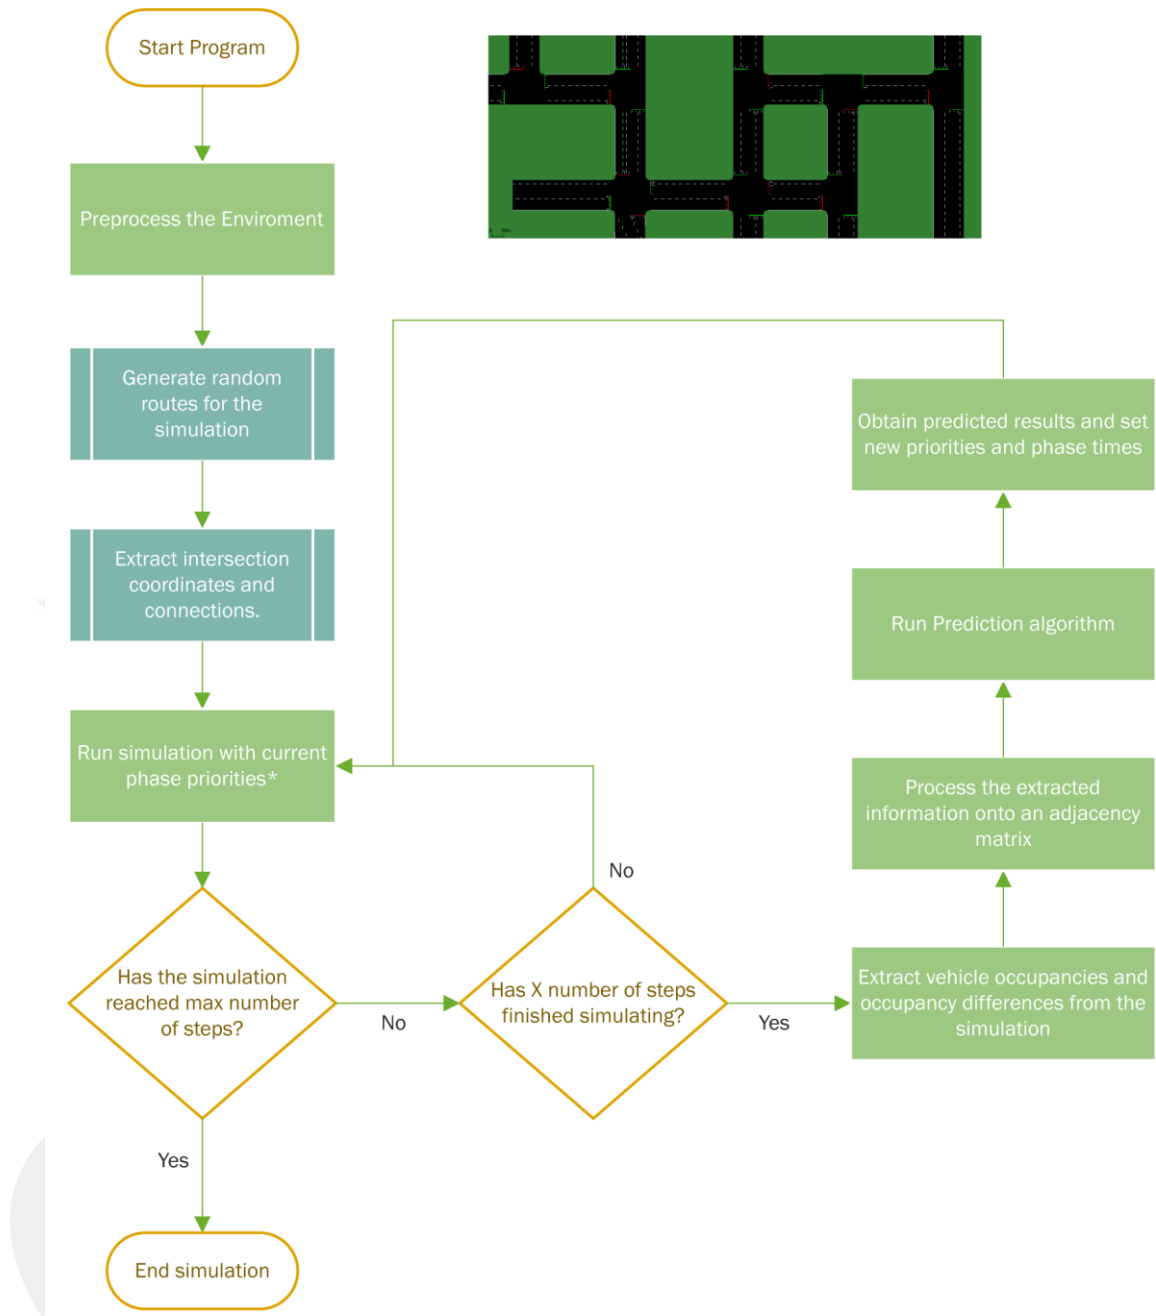 Start Program
Preprocess the Enviroment
Generate random
routes for the
simulation
Extract intersection
coordinates and
connections.
Run simulation with current
phase priorities*
Has the simulation
reached max number
of steps?
No
Yes
End simulation
Has X number of steps
finished simulating?
No
Yes
Extract vehicle occupancies and
occupancy differences from the
simulation
Process the extracted
information onto an adjacency
matrix
Run Prediction algorithm
Obtain predicted results and set
new priorities and phase times